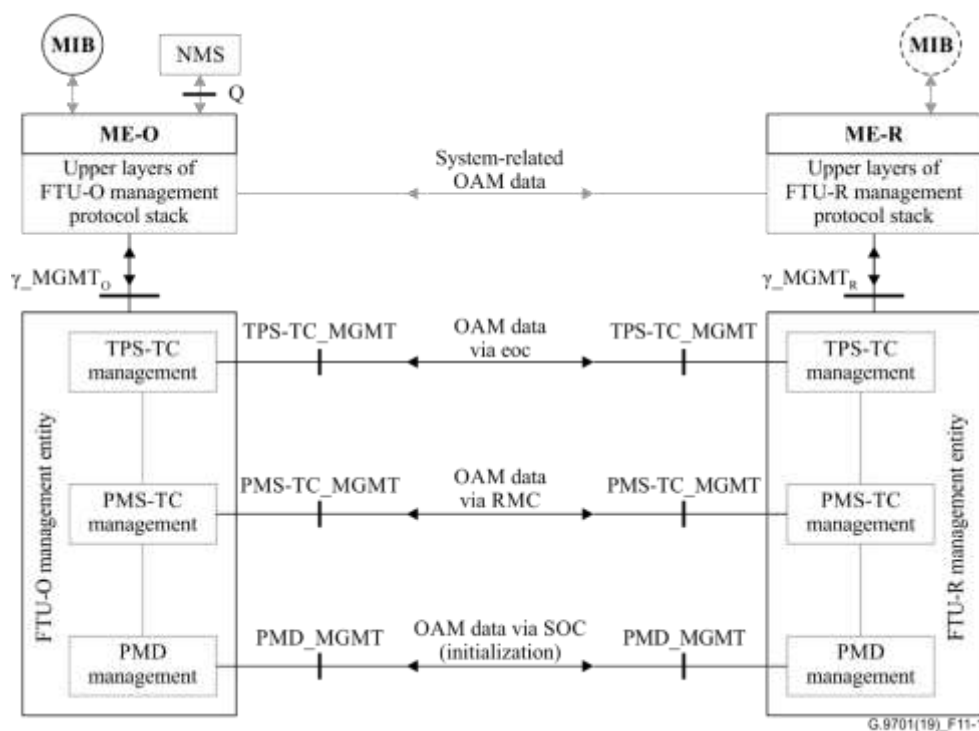 MIB
NMS
MIB
Q
ME-O
Upper layers of
FTU-O management
protocol stack
System-related
OAM data
ME-R
Upper layers of
FTU-R management
protocol stack
γ_MGMTO
γ_MGMTR
FTU-O management entity
TPS-TC
management
TPS-TC_MGMT
OAM data
via eoc
TPS-TC_MGMT
TPS-TC
management
PMS-TC
management
PMS-TC_MGMT
OAM data
via RMC
PMS-TC_MGMT
PMS-TC
management
PMD
management
PMD_MGMT
OAM data via SOC
(initialization)
PMD_MGMT
PMD
management
FTU-R management entity